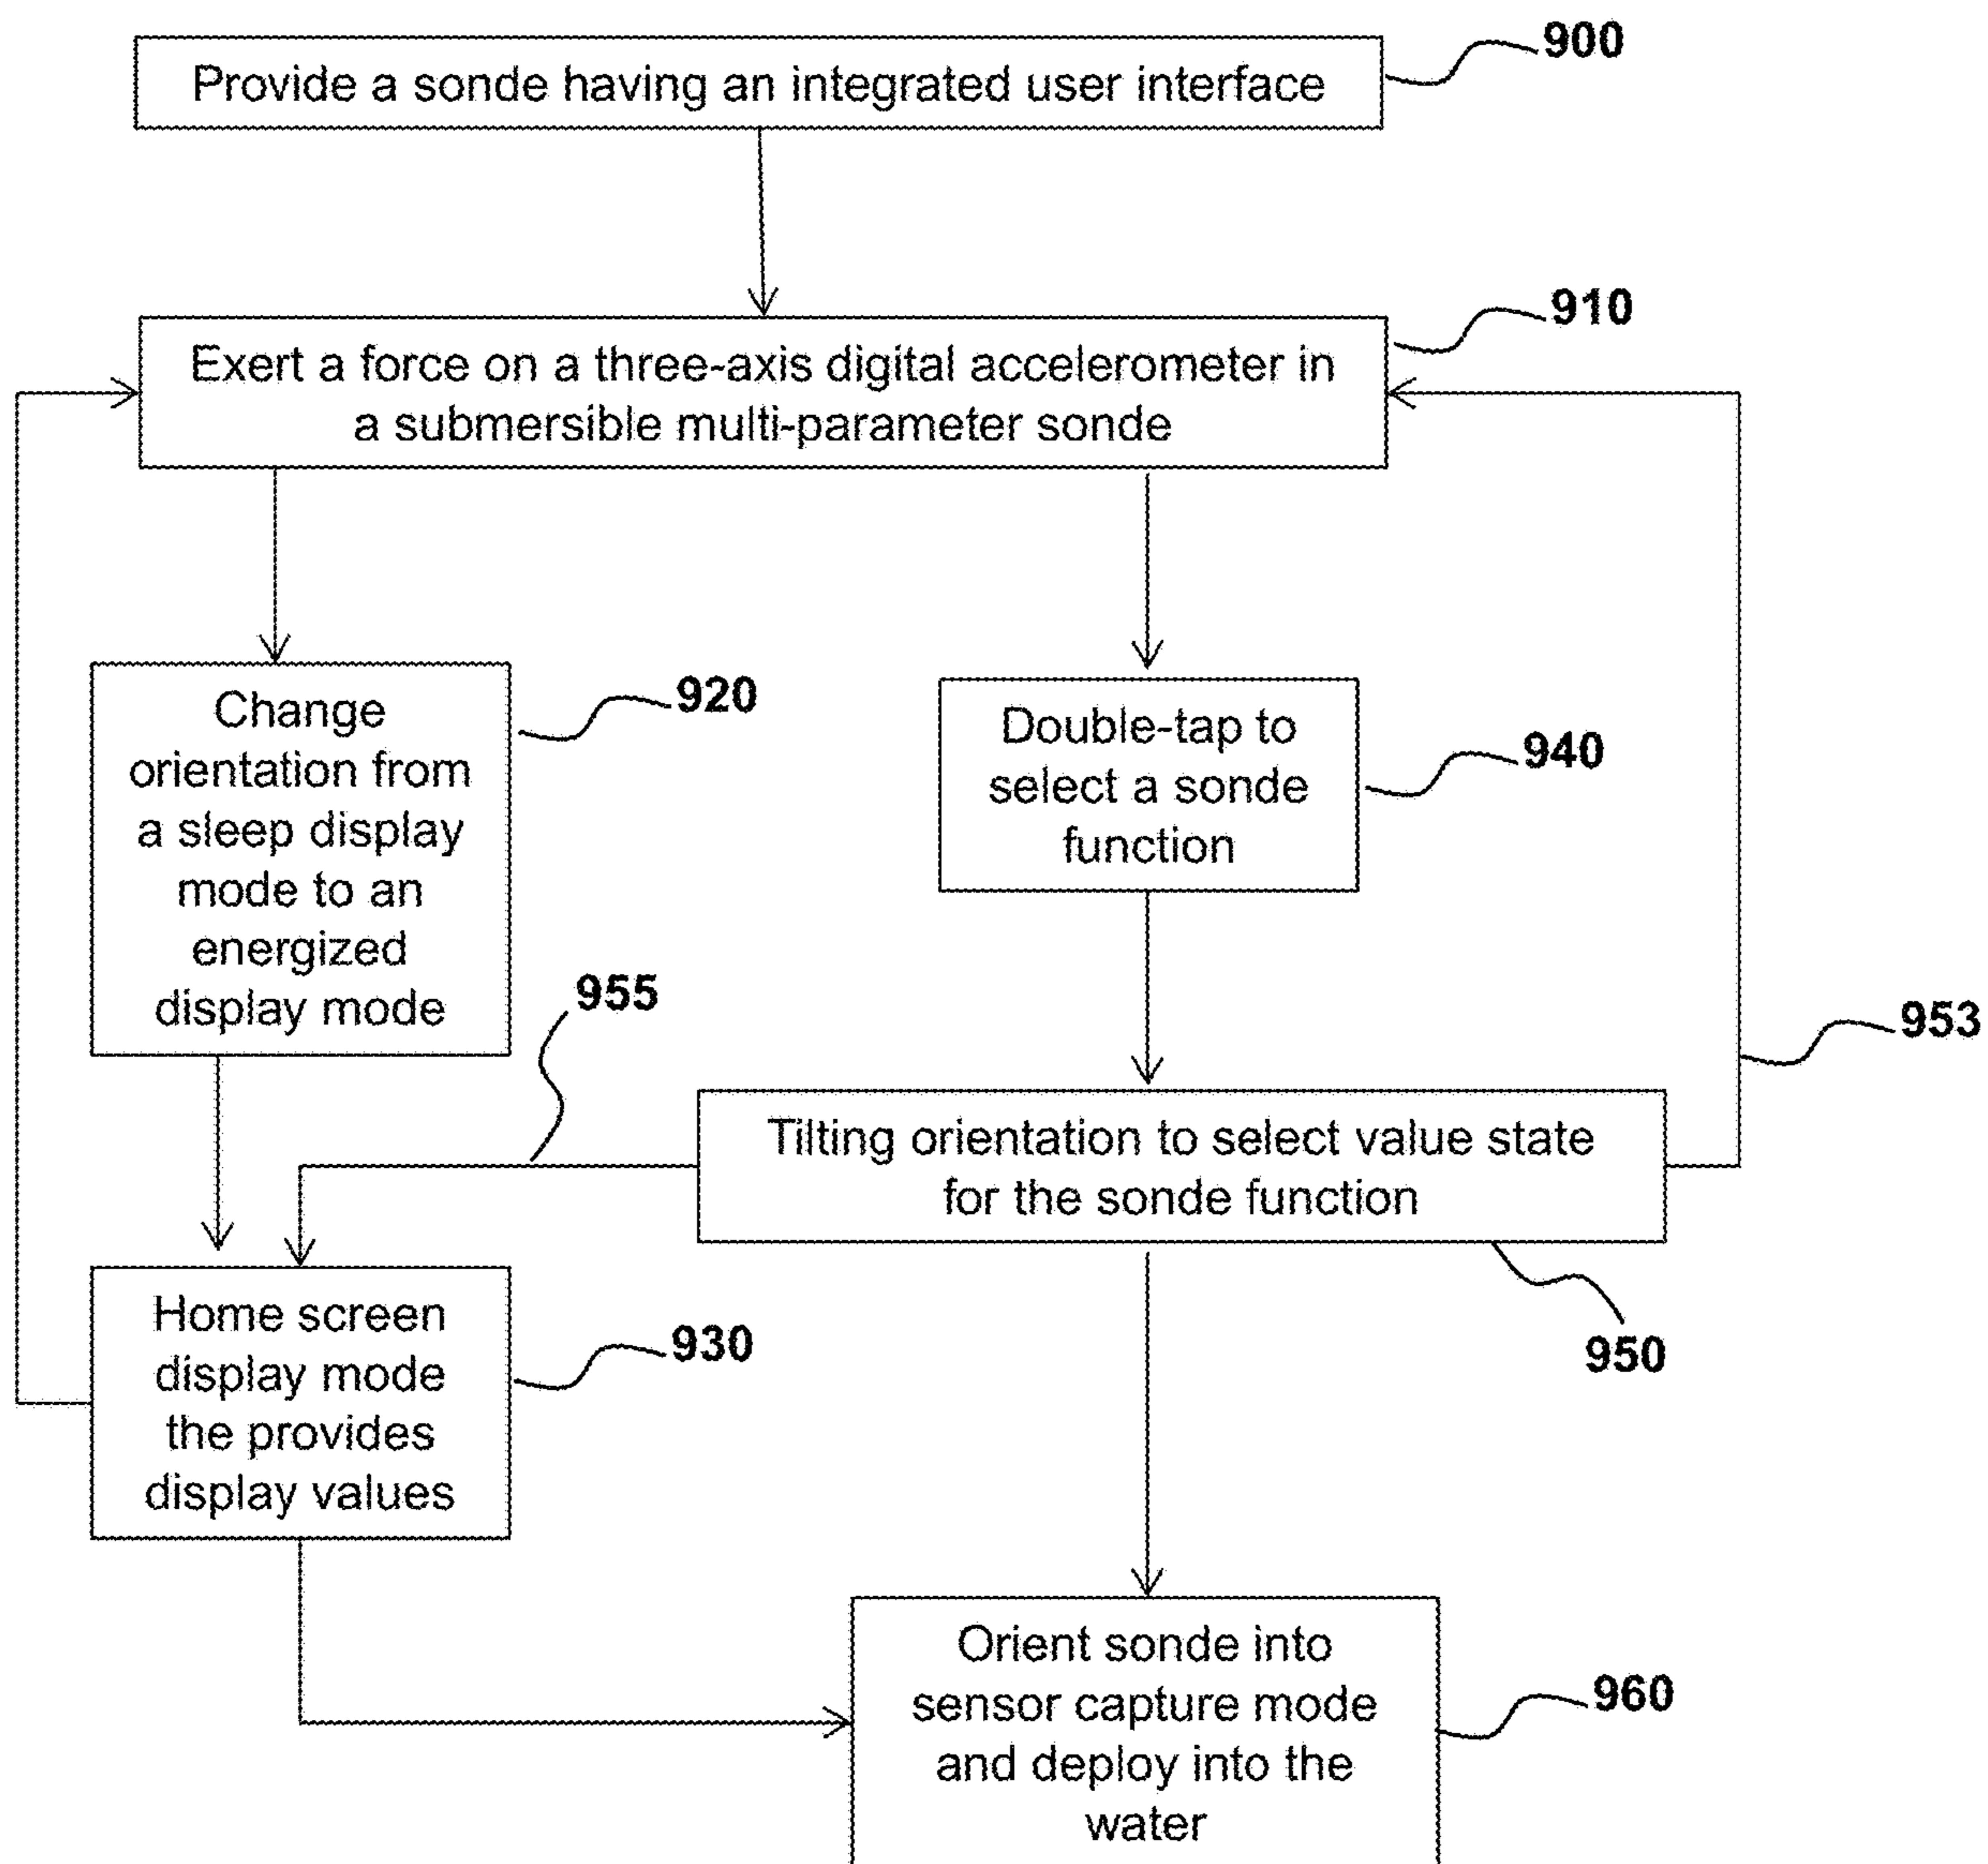 Provide a sonde having an integrated user interface
900
Exert a force on a three-axis digital accelerometer in
a submersible multi-parameter sonde
910
Change
orientation from
a sleep display
mode to an
energized
display mode
920
Double-tap to
select a sonde
function
940
955
953
Tilting orientation to select value state
for the sonde function
950
Home screen
display mode
the provides
display values
930
Orient sonde into
sensor capture mode
and deploy into the
water
960